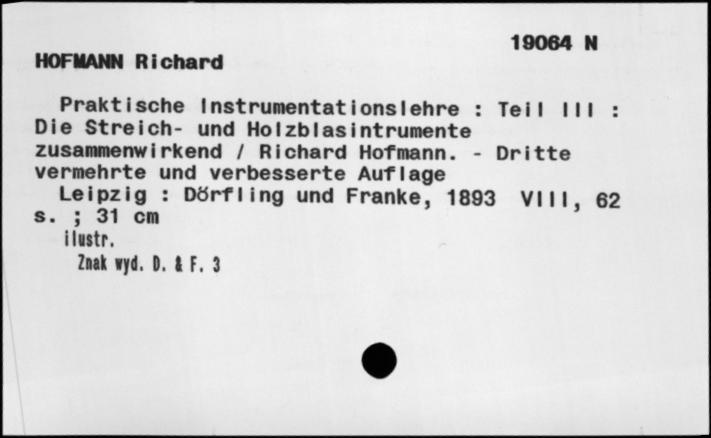 19064 N
HOFMANN Richard
Praktische Instrumentationslehre : Teil III :
Die Streich- und Holzblasintrumente
zusammenwirkend / Richard Hofmann. - Dritte
vermehrte und verbesserte Auflage
Leipzig : Dörfling und Franke, 1893 VIII, 62
s. ; 31 cm
ilustr.
Znak wyd. D. & F. 3